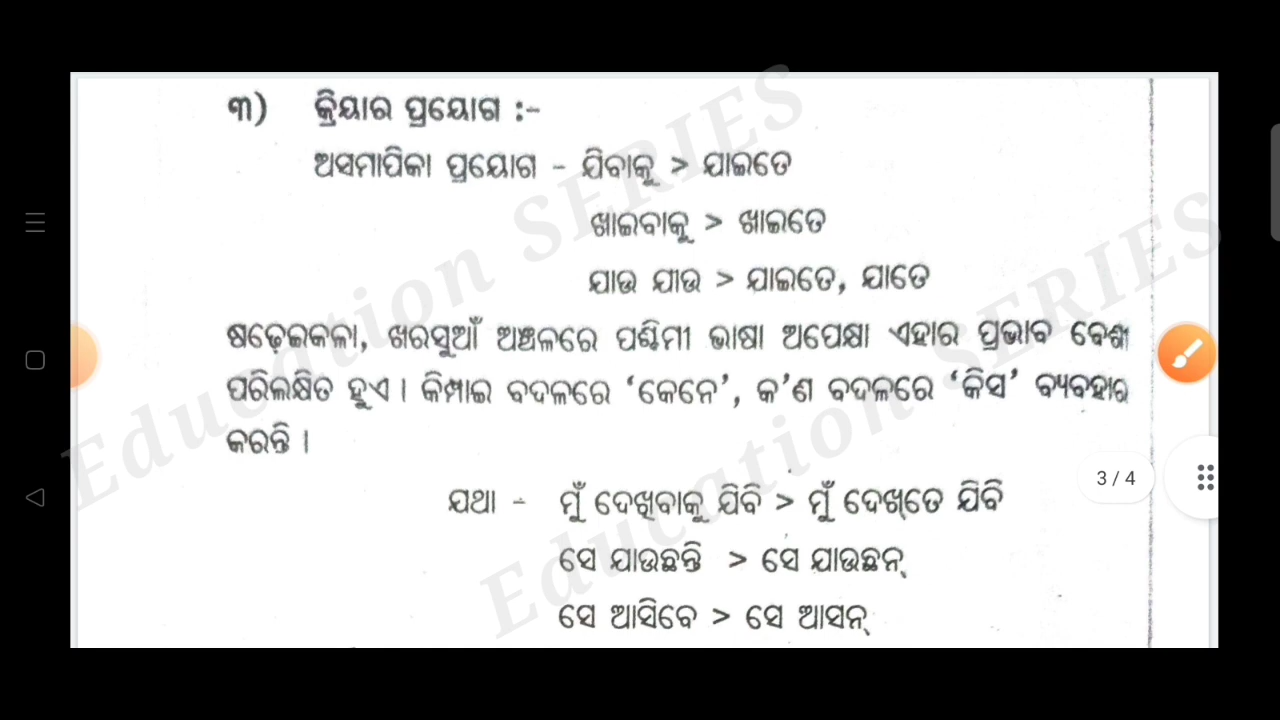 ୩) କ୍ରିୟାର ପ୍ରୟୋଗ :-
ଅସମାପିକା ପ୍ରୟୋଗ - ଯିବାକୁ > ଯାଇତେ
ଖାଇବାକୁ > ଖାଇତେ
ଯାଉ ଯାଉ > ଯାଇତେ, ଯାତେ
ଷଢ଼େଇକଳା, ଖରସୁଆଁ ଅଞ୍ଚଳରେ ପଶ୍ଚିମୀ ଭାଷା ଅପେକ୍ଷା ଏହାର ପ୍ରଭାବ ବେଶୀ
ପରିଲକ୍ଷିତ ହୁଏ । କିମ୍ପାଇ ବଦଳରେ ‘କେନେ’, କ’ଣ ବଦଳରେ ‘କିସ’ ବ୍ୟବହାର
କରନ୍ତି ।
3 / 4
ଯଥା - ମୁଁ ଦେଖିବାକୁ ଯିବି > ମୁଁ ଦେଖ୍‌ତେ ଯିବି
ସେ ଯାଉଛନ୍ତି > ସେ ଯାଉଛନ୍
ସେ ଆସିବେ > ସେ ଆସନ୍
Education SERIES
Education SERIES